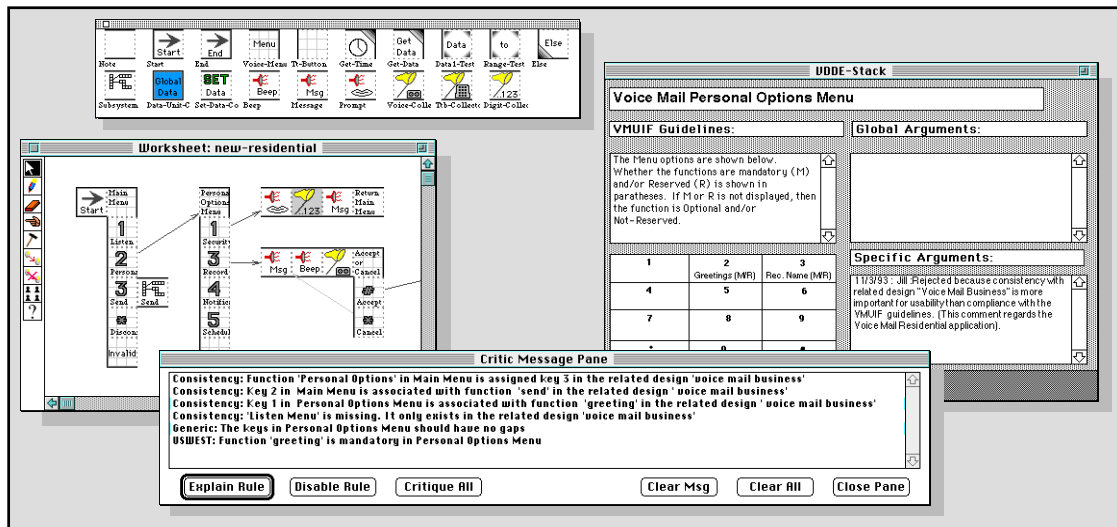 Start
End
Menu
Get
Data
Data
to
Else
Note
Start
End
Voice-Menu
Tt-Button
Get-Time
Get-Data
Data1-Test
Range-Test
Else
Global
Data
SET
Data
Beep
Msg
..123
Subsystem
Data-Unit-C
Set-Data-Co
Beep
Message
Prompt
Voice-Colle
Ttb-Collecto
Digit-Collec
Worksheet: new-residential
Start
Main
Menu
1
Listen
2
Person
3
Send
Send
Discon
Invalid
Persona
Options
Menu
1
Securit
3
Record
4
Notific
5
Schedul
..123
Msg
Return
Main
Menu
Msg
Beep
Accept
or
Cancel
#
Accept
Cancel
?
VDDE-Stack
Voice Mail Personal Options Menu
VMUIF Guidelines:
The Menu options are shown below.
Whether the functions are mandatory (M)
and/or Reserved (R) is shown in
paratheses. If M or R is not displayed, then
the function is Optional and/or
Not-Reserved.
Global Arguments:
1
2
3
Greetings (M/R)
Rec. Name (M/R)
4
5
6
7
8
9
Specific Arguments:
11/3/93 : Jill :Rejected because consistency with
related design "Voice Mail Business" is more
important for usability than compliance with the
VMUIF guidelines. (This comment regards the
Voice Mail Residential application).
Critic Message Pane
Consistency: Function 'Personal Options' in Main Menu is assigned key 3 in the related design 'voice mail business'
Consistency: Key 2 in Main Menu is associated with function 'send' in the related design 'voice mail business'
Consistency: Key 1 in Personal Options Menu is associated with function 'greeting' in the related design ' voice mail business'
Consistency: 'Listen Menu' is missing. It only exists in the related design 'voice mail business'
Generic: The keys in Personal Options Menu should have no gaps
USWEST: Function 'greeting' is mandatory in Personal Options Menu
Explain Rule
Disable Rule
Critique All
Clear Msg
Clear All
Close Pane